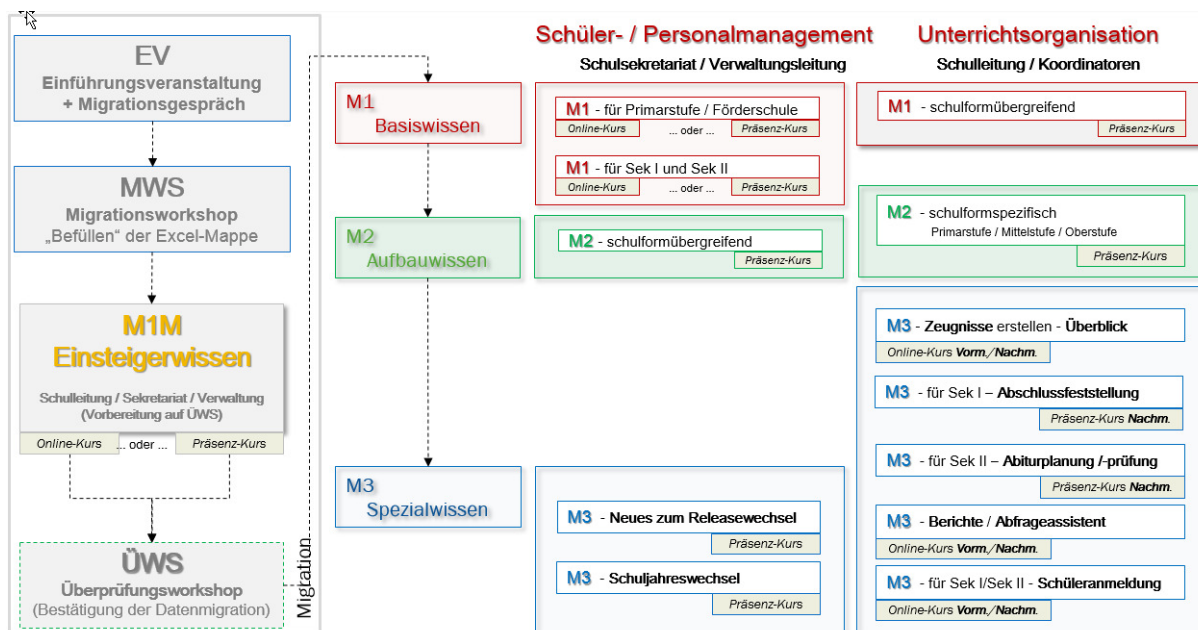 EV
Einführungsveranstaltung
+ Migrationsgespräch
MWS
Migrationsworkshop
„Befüllen“ der Excel-Mappe
M1M
Einsteigerwissen
Schulleitung / Sekretariat / Verwaltung
(Vorbereitung auf ÜWS)
Online-Kurs ... oder ... Präsenz-Kurs
ÜWS
Überprüfungsworkshop
(Bestätigung der Datenmigration)
Migration
M1
Basiswissen
M2
Aufbauwissen
M3
Spezialwissen
Schüler- / Personalmanagement
Schulsekretariat / Verwaltungsleitung
M1 - für Primarstufe / Förderschule
Online-Kurs ... oder ... Präsenz-Kurs
M1 - für Sek I und Sek II
Online-Kurs ... oder ... Präsenz-Kurs
M2 - schulformübergreifend
Präsenz-Kurs
M3 - Neues zum Releasewechsel
Präsenz-Kurs
M3 - Schuljahreswechsel
Präsenz-Kurs
Unterrichtsorganisation
Schulleitung / Koordinatoren
M1 - schulformübergreifend
Präsenz-Kurs
M2 - schulformspezifisch
Primarstufe / Mittelstufe / Oberstufe
Präsenz-Kurs
M3 - Zeugnisse erstellen - Überblick
Online-Kurs Vorm./Nachm.
M3 - für Sek I – Abschlussfeststellung
Präsenz-Kurs Nachm.
M3 - für Sek II – Abiturplanung /-prüfung
Präsenz-Kurs Nachm.
M3 - Berichte / Abfrageassistent
Online-Kurs Vorm./Nachm.
M3 - für Sek I/Sek II - Schüleranmeldung
Online-Kurs Vorm./Nachm.